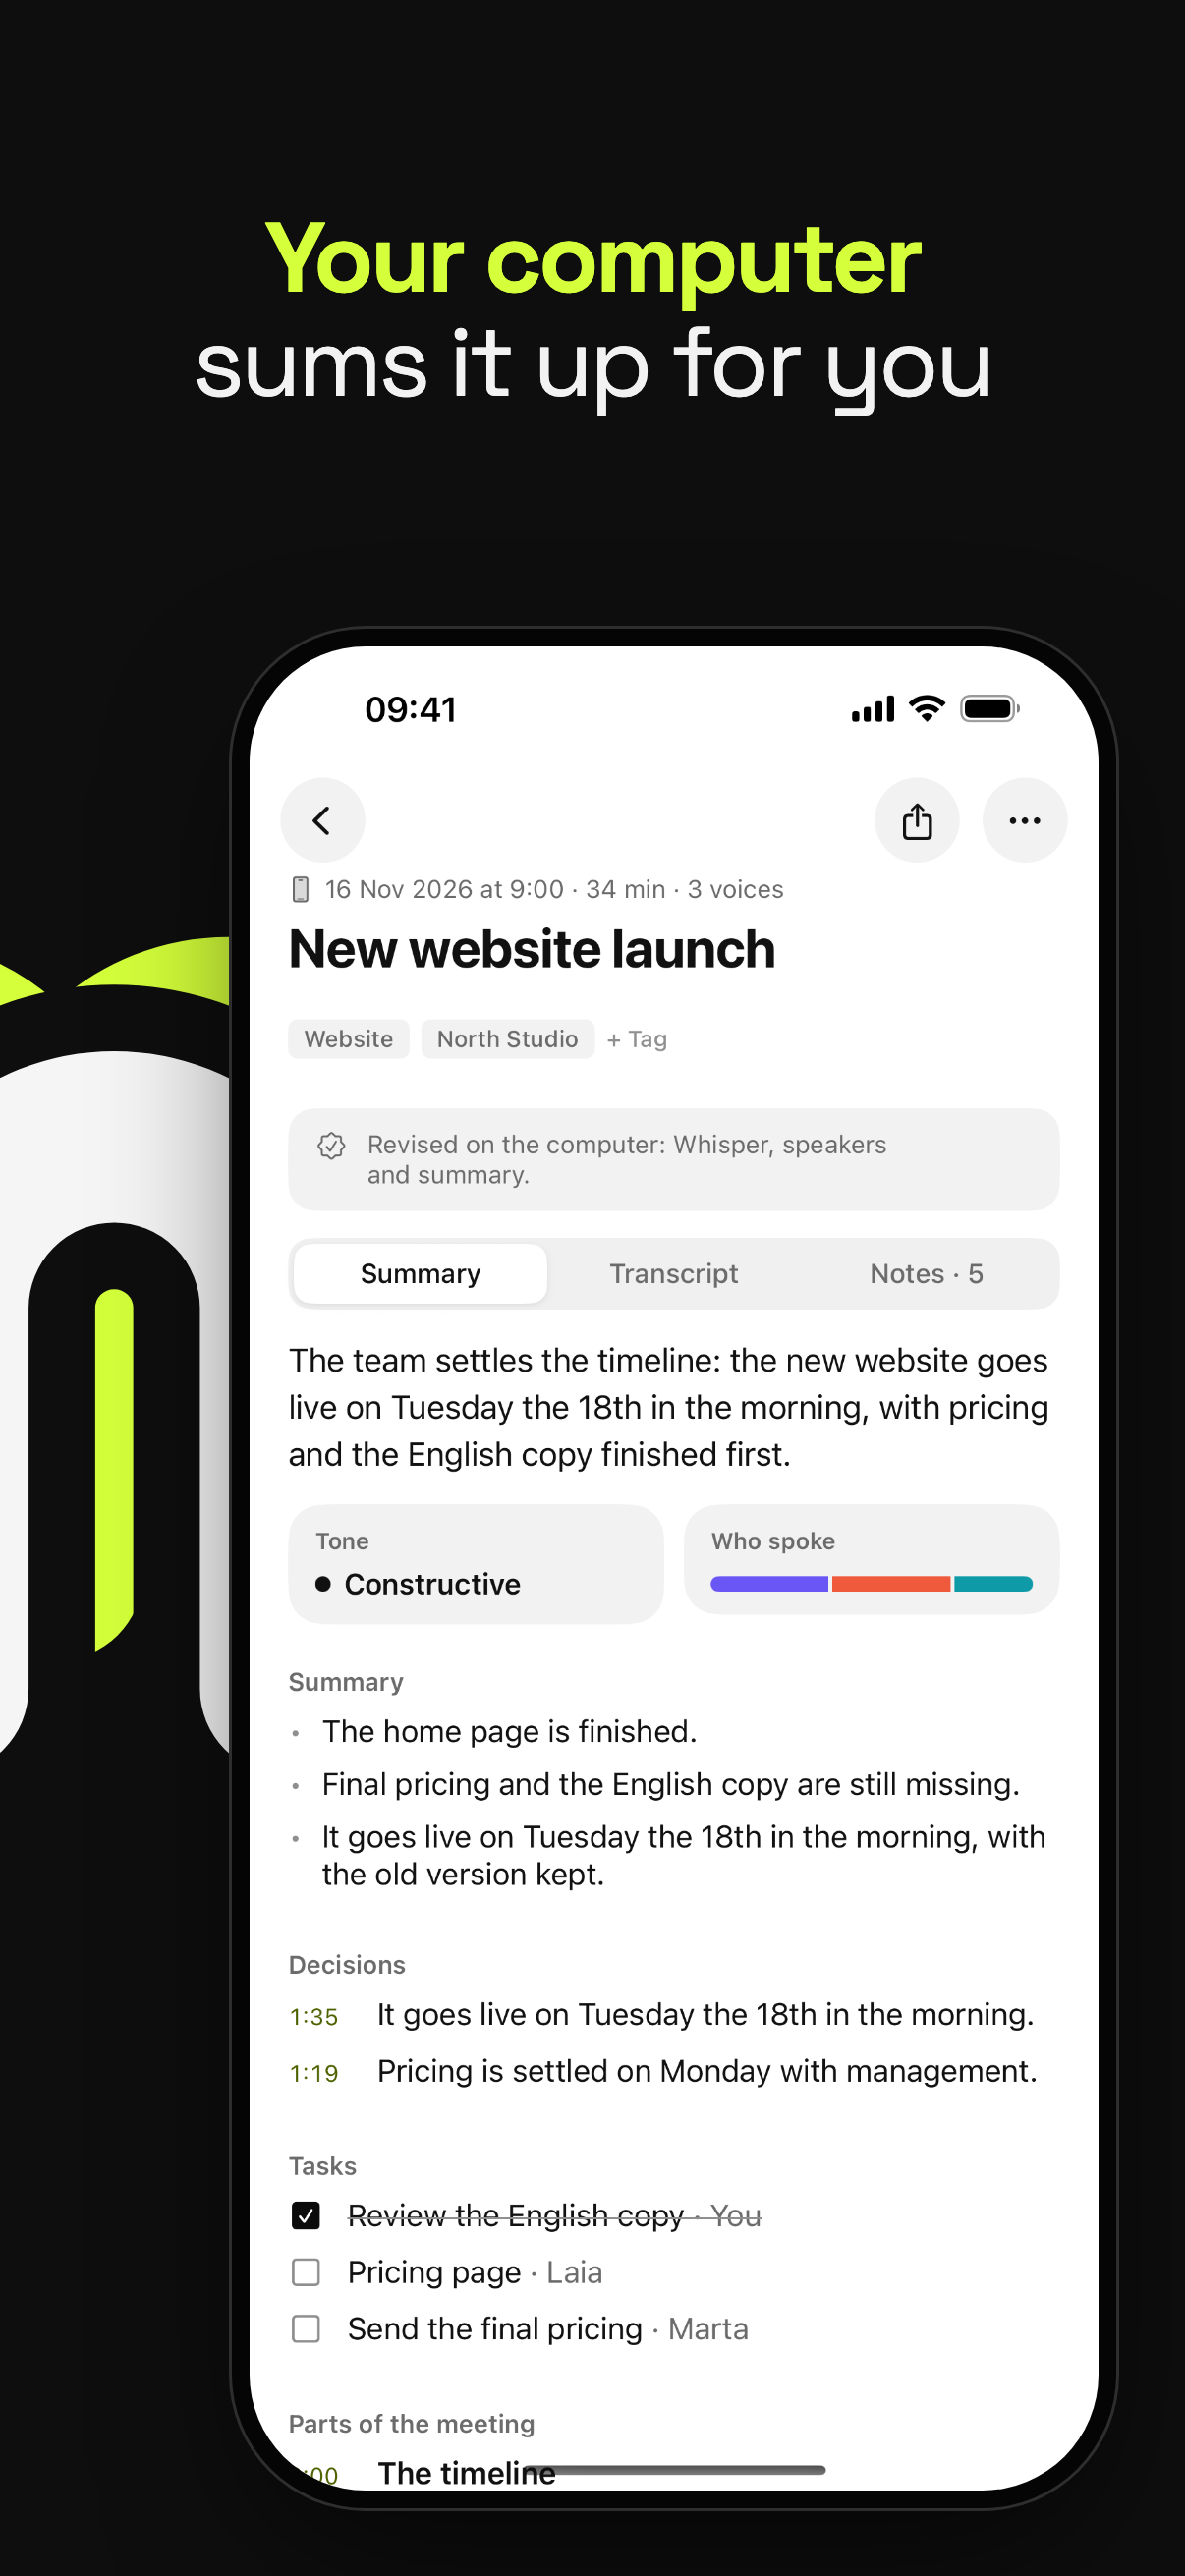 Your computer
sums it up for you
09:41
16 Nov 2026 at 9:00 · 34 min · 3 voices
New website launch
Website North Studio + Tag
Revised on the computer: Whisper, speakers
and summary.
Summary Transcript Notes · 5
The team settles the timeline: the new website goes
live on Tuesday the 18th in the morning, with pricing
and the English copy finished first.
Tone Who spoke
Constructive
Summary
• The home page is finished.
• Final pricing and the English copy are still missing.
• It goes live on Tuesday the 18th in the morning, with
the old version kept.
Decisions
1:35 It goes live on Tuesday the 18th in the morning.
1:19 Pricing is settled on Monday with management.
Tasks
Review the English copy · You
Pricing page · Laia
Send the final pricing · Marta
Parts of the meeting
The timeline